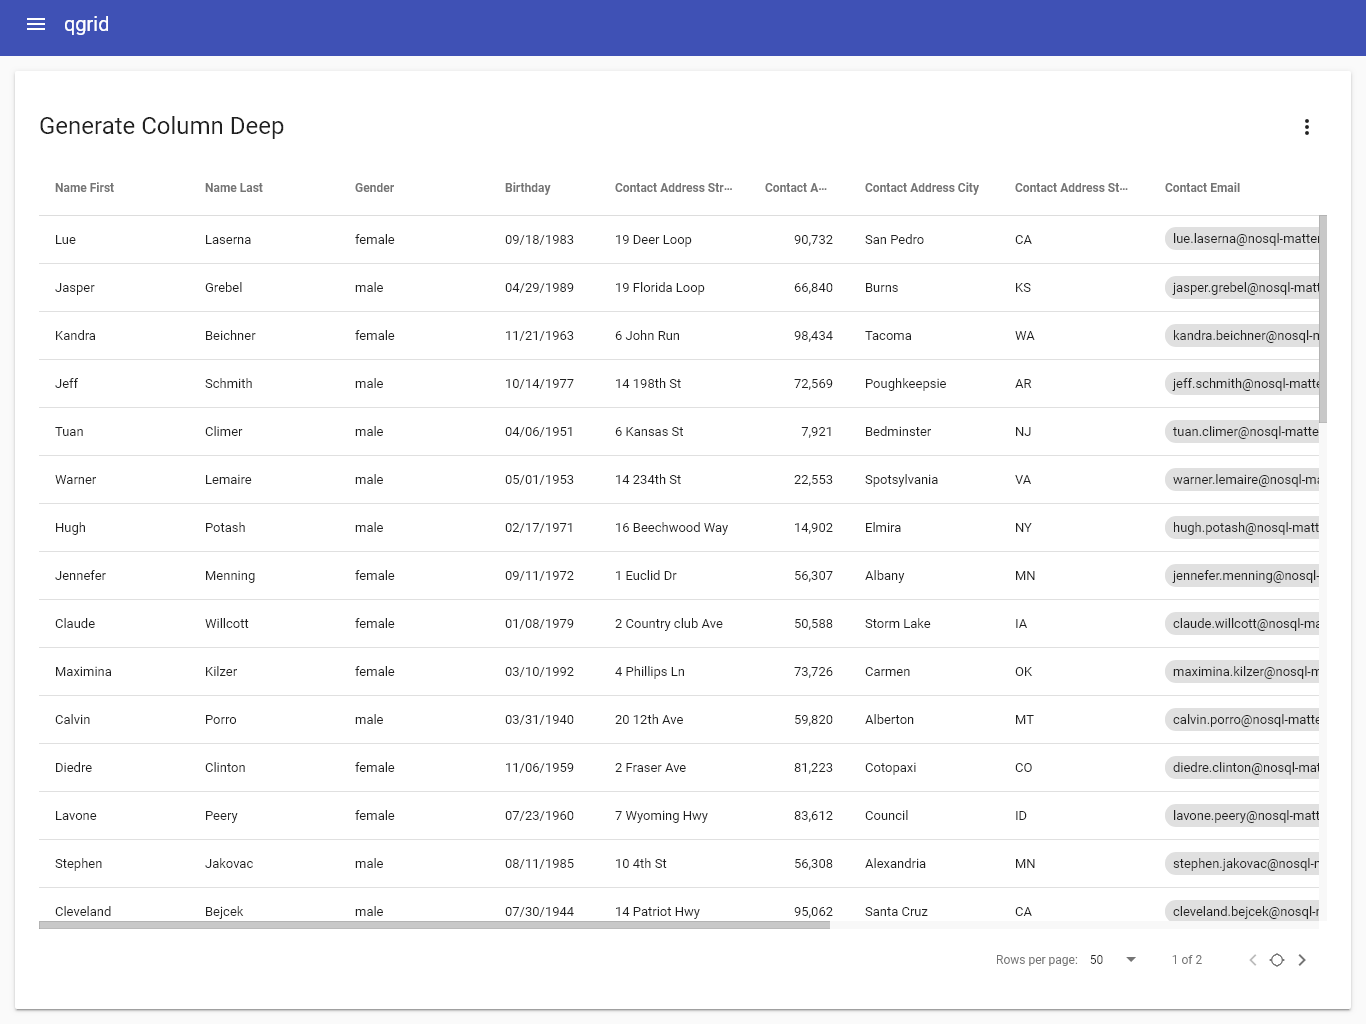 qgrid
Generate Column Deep
Name First Name Last Gender Birthday Contact Address Str... Contact A... Contact Address City Contact Address St... Contact Email
Lue Laserna female 09/18/1983 19 Deer Loop 90,732 San Pedro CA lue.laserna@nosql-matter
Jasper Grebel male 04/29/1989 19 Florida Loop 66,840 Burns KS jasper.grebel@nosql-matt
Kandra Beichner female 11/21/1963 6 John Run 98,434 Tacoma WA kandra.beichner@nosql-m
Jeff Schmith male 10/14/1977 14 198th St 72,569 Poughkeepsie AR jeff.schmith@nosql-matte
Tuan Climer male 04/06/1951 6 Kansas St 7,921 Bedminster NJ tuan.climer@nosql-matte
Warner Lemaire male 05/01/1953 14 234th St 22,553 Spotsylvania VA warner.lemaire@nosql-ma
Hugh Potash male 02/17/1971 16 Beechwood Way 14,902 Elmira NY hugh.potash@nosql-matt
Jennefer Menning female 09/11/1972 1 Euclid Dr 56,307 Albany MN jennefer.menning@nosql-
Claude Willcott female 01/08/1979 2 Country club Ave 50,588 Storm Lake IA claude.willcott@nosql-ma
Maximina Kilzer female 03/10/1992 4 Phillips Ln 73,726 Carmen OK maximina.kilzer@nosql-m
Calvin Porro male 03/31/1940 20 12th Ave 59,820 Alberton MT calvin.porro@nosql-matte
Diedre Clinton female 11/06/1959 2 Fraser Ave 81,223 Cotopaxi CO diedre.clinton@nosql-mat
Lavone Peery female 07/23/1960 7 Wyoming Hwy 83,612 Council ID lavone.peery@nosql-matt
Stephen Jakovac male 08/11/1985 10 4th St 56,308 Alexandria MN stephen.jakovac@nosql-m
Cleveland Bejcek male 07/30/1944 14 Patriot Hwy 95,062 Santa Cruz CA cleveland.bejcek@nosql-r
Rows per page: 50 1 of 2